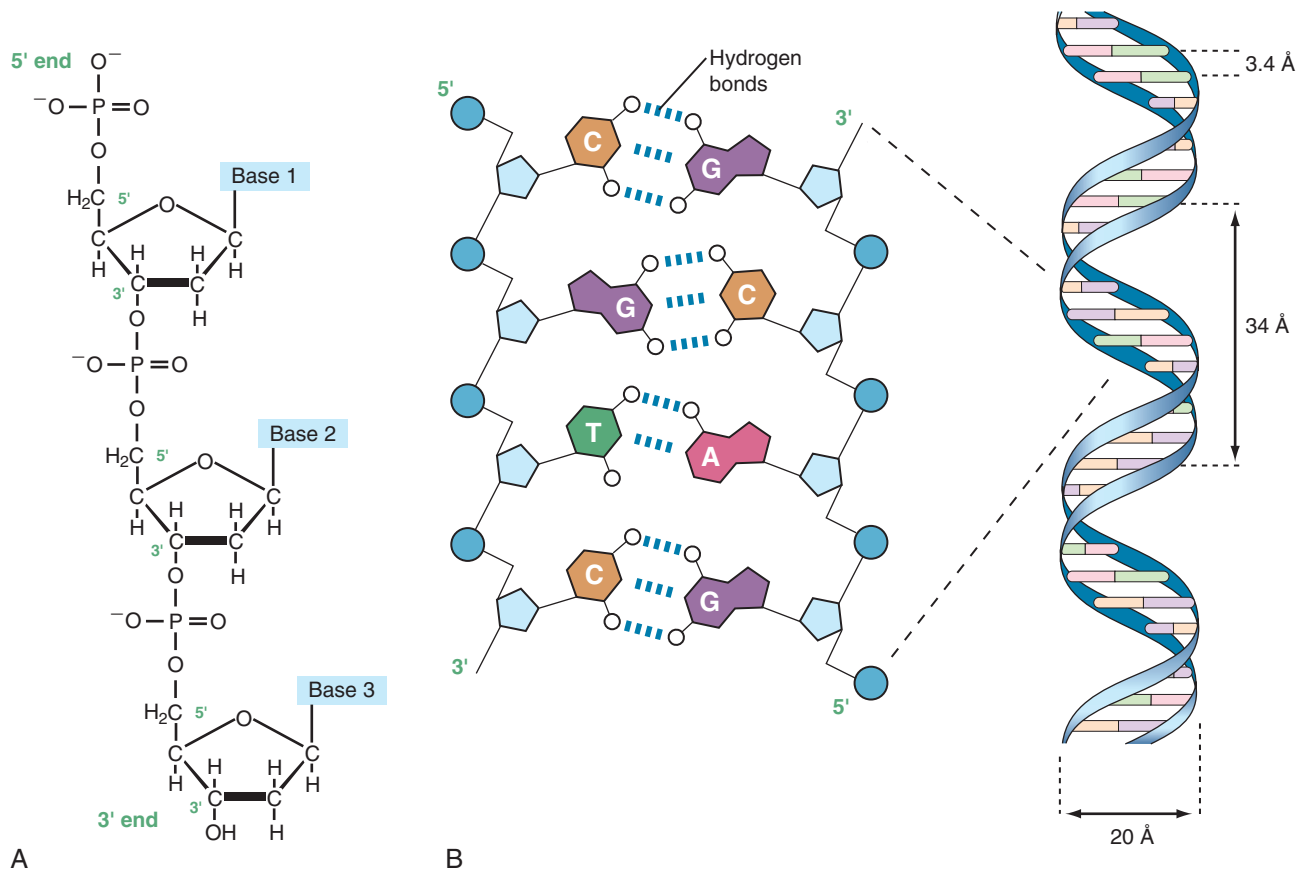 5' end
O⁻
⁻O–P=O
O
Base 1
H₂C 5'
O
C C
H H H H
C C
3' H
O
⁻O–P=O
O
Base 2
H₂C 5'
O
C C
H H H H
C C
3' H
O
⁻O–P=O
O
Base 3
H₂C 5'
O
C C
H H H H
C C
3' end 3'
OH H
A
Hydrogen
bonds
5'
3'
C G
G C
T A
C G
3'
5'
B
3.4 Å
34 Å
20 Å